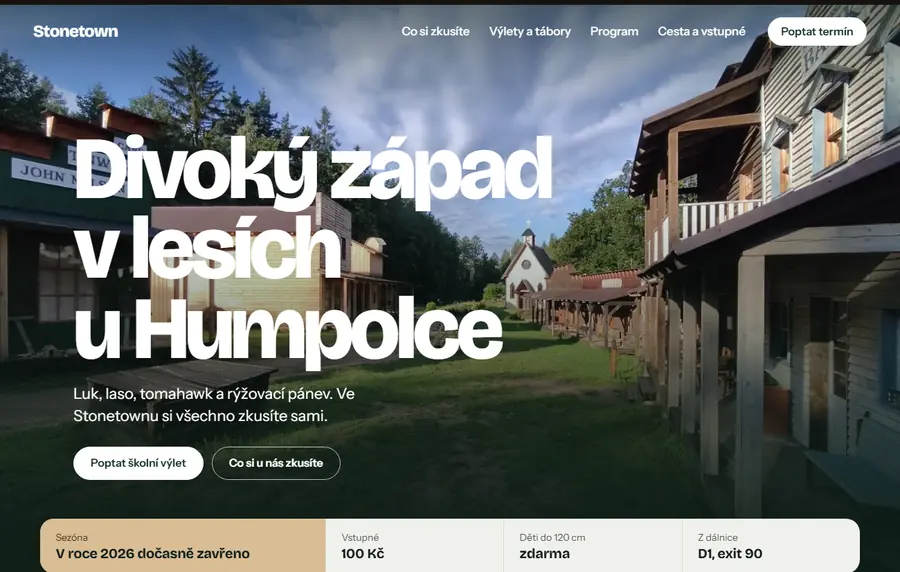 Stonetown
Co si zkusíte
Výlety a tábory
Program
Cesta a vstupné
Poptat termín
Divoký západ
v lesích
u Humpolce
JOHN
Luk, laso, tomahawk a rýžovací pánev. Ve
Stonetownu si všechno zkusíte sami.
Poptat školní výlet
Co si u nás zkusíte
Sezóna
V roce 2026 dočasně zavřeno
Vstupné
100 Kč
Děti do 120 cm
zdarma
Z dálnice
D1, exit 90